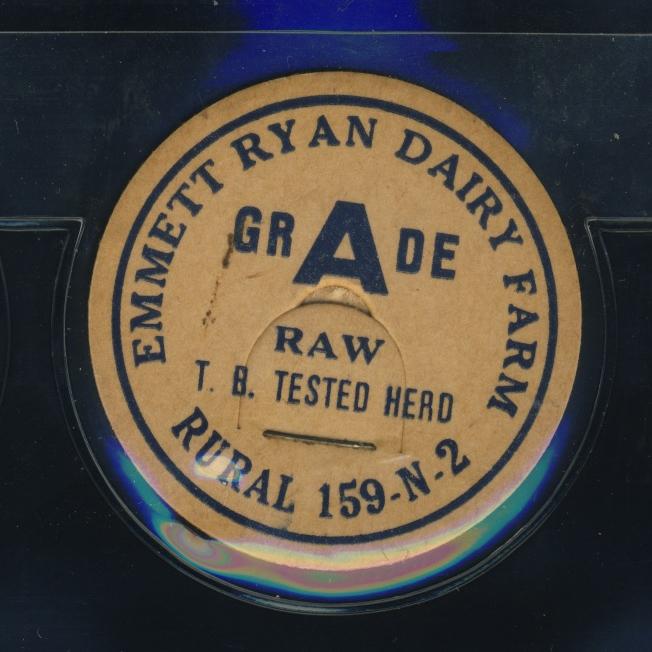 EMMETT RYAN DAIRY FARM
GRADE
RAW
T. B. TESTED HERD
RURAL 159-N-2